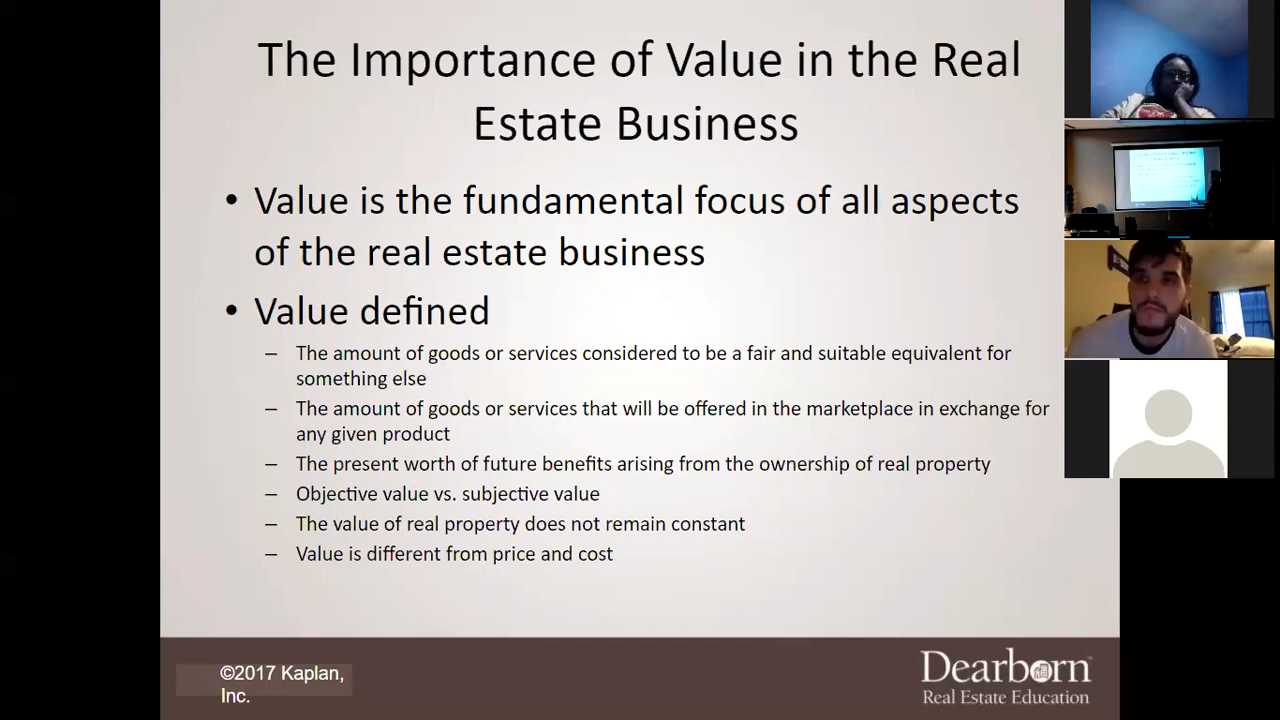 The Importance of Value in the Real
Estate Business
• Value is the fundamental focus of all aspects
of the real estate business
• Value defined
– The amount of goods or services considered to be a fair and suitable equivalent for
something else
– The amount of goods or services that will be offered in the marketplace in exchange for
any given product
– The present worth of future benefits arising from the ownership of real property
– Objective value vs. subjective value
– The value of real property does not remain constant
– Value is different from price and cost
©2017 Kaplan,
Inc.
Dearborn
Real Estate Education